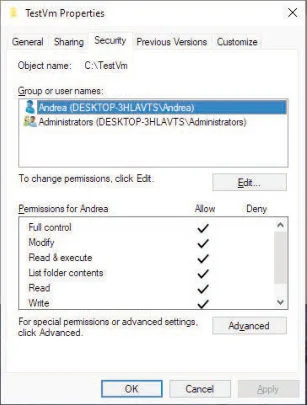 TestVm Properties
General Sharing Security Previous Versions Customize
Object name: C:\TestVm
Group or user names:
Andrea (DESKTOP-3HLAVTS\Andrea)
Administrators (DESKTOP-3HLAVTS\Administrators)
To change permissions, click Edit.
Edit...
Permissions for Andrea Allow Deny
Full control
Modify
Read & execute
List folder contents
Read
Write
For special permissions or advanced settings,
click Advanced.
Advanced
OK Cancel Apply